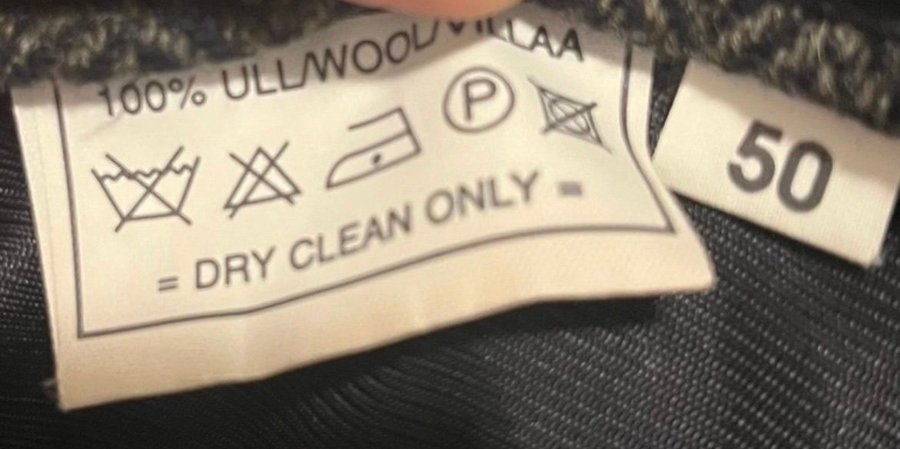 100% ULL/WOOL/VILLAA
P
= DRY CLEAN ONLY =
50